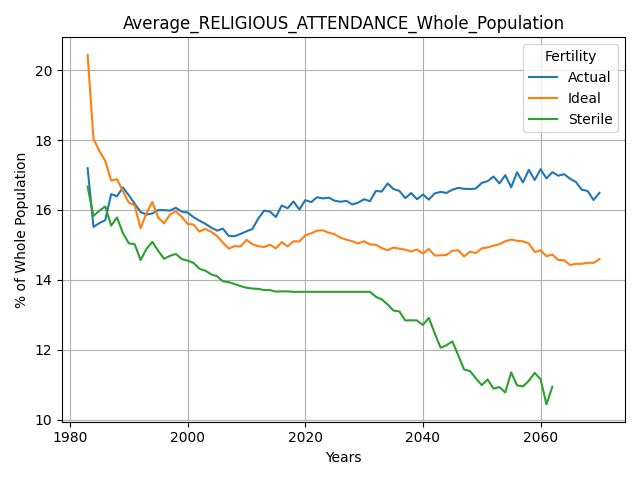 Average_RELIGIOUS_ATTENDANCE_Whole_Population
Fertility
Actual
Ideal
Sterile
% of Whole Population
20
18
16
14
12
10
1980 2000 2020 2040 2060
Years